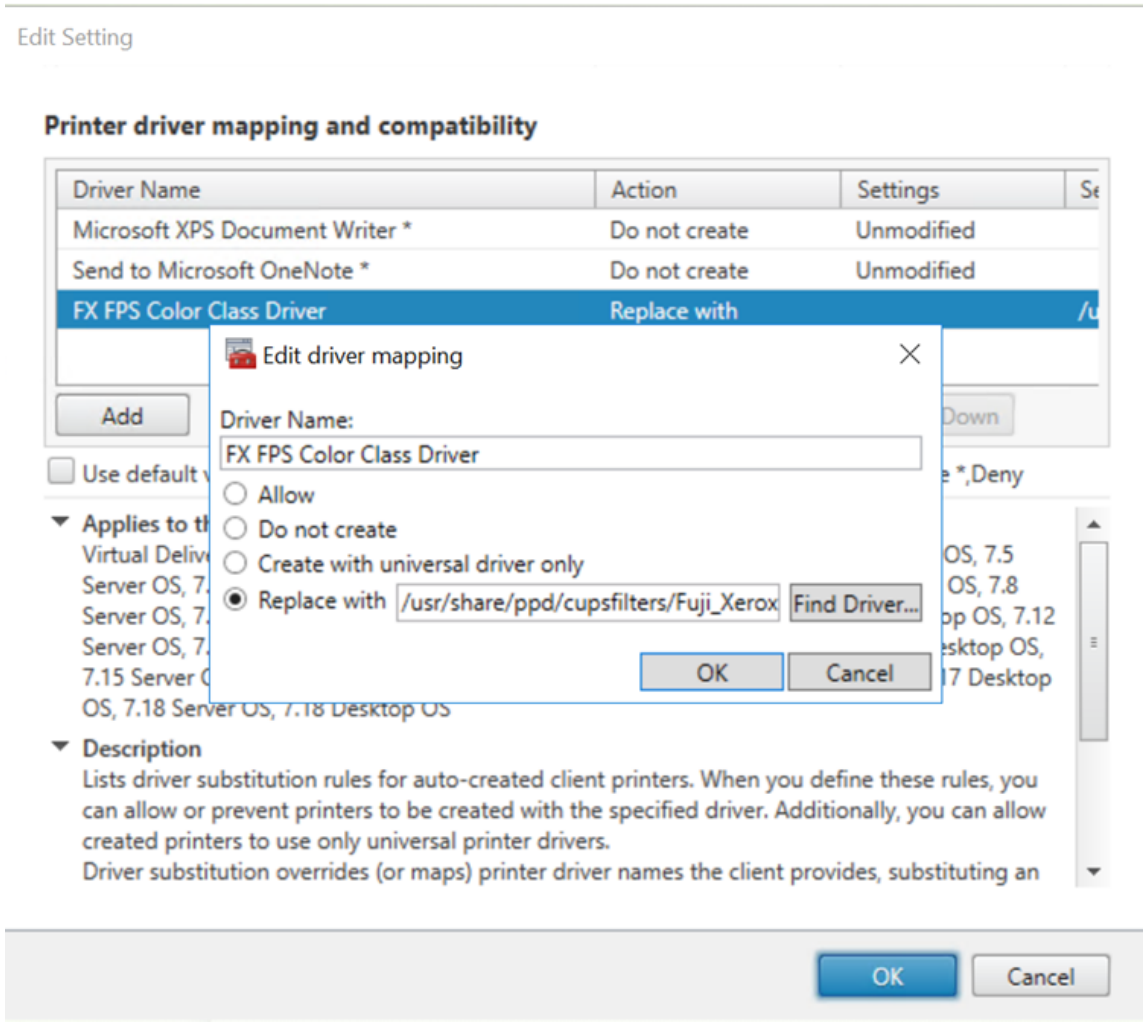 Edit Setting
Printer driver mapping and compatibility
Driver Name Action Settings
Microsoft XPS Document Writer * Do not create Unmodified
Send to Microsoft OneNote * Do not create Unmodified
FX FPS Color Class Driver Replace with /u
Edit driver mapping
Add
Down
Driver Name:
FX FPS Color Class Driver
Use default
*,Deny
Allow
Applies to
Do not create
Virtual OS, 7.5
Create with universal driver only
Server OS, 7. OS, 7.8
Replace with /usr/share/ppd/cupsfilters/Fuji_Xerox Find Driver...
Server OS, 7. OS, 7.12
Server OS, 7. OS,
OK Cancel
7.15 Server 17 Desktop
OS, 7.18 Server OS, 7.18 Desktop OS
Description
Lists driver substitution rules for auto-created client printers. When you define these rules, you
can allow or prevent printers to be created with the specified driver. Additionally, you can allow
created printers to use only universal printer drivers.
Driver substitution overrides (or maps) printer driver names the client provides, substituting an
OK Cancel